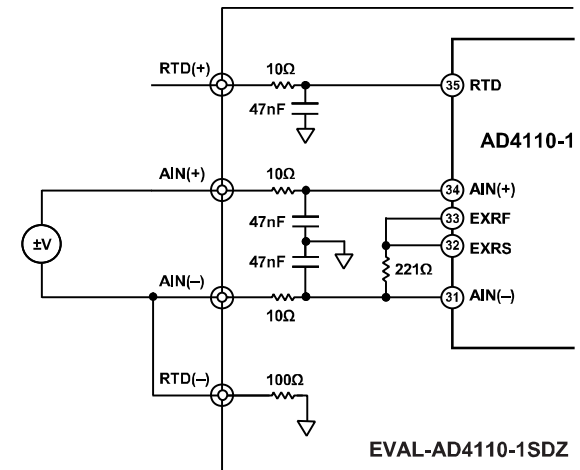 RTD(+)
10Ω
47nF
35 RTD
AD4110-1
AIN(+)
10Ω
34 AIN(+)
47nF
33 EXRF
±V
32 EXRS
47nF
221Ω
AIN(–)
31 AIN(–)
10Ω
RTD(–)
100Ω
EVAL-AD4110-1SDZ